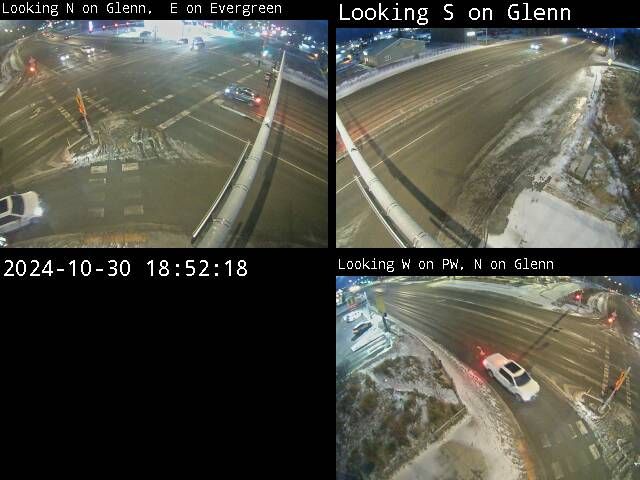 Looking N on Glenn, E on Evergreen
Looking S on Glenn
2024-10-30 18:52:18
Looking W on PW, N on Glenn